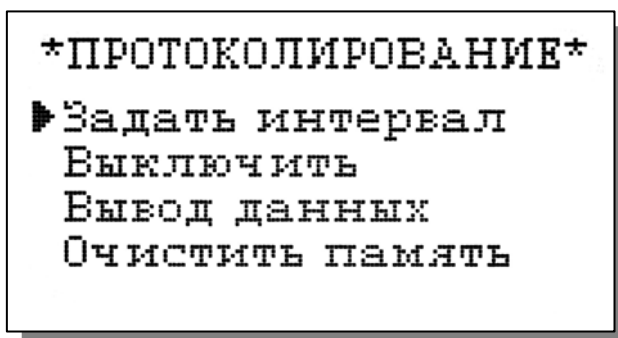 *ПРОТОКОЛИРОВАНИЕ*
Задать интервал
Выключить
Вывод данных
Очистить память